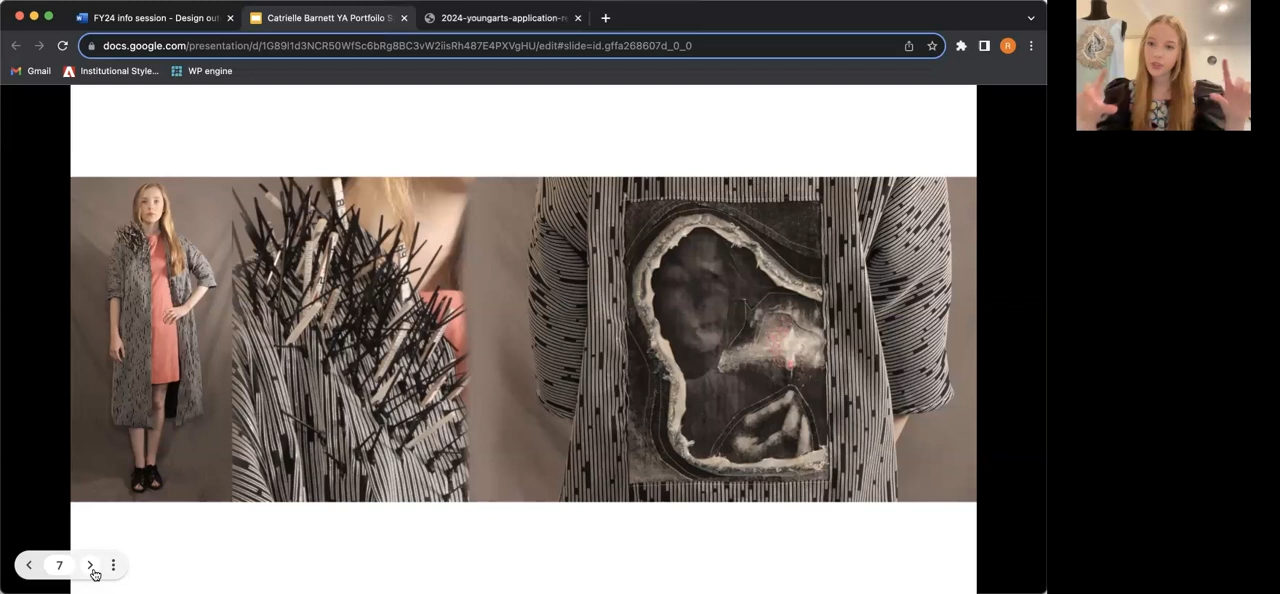 FY24 info session - Design ou
Catrielle Barnett YA Portfoilo S
2024-youngarts-application-r
docs.google.com/presentation/d/1G89I1d3NCR50WfSc6bRg8BC3vW2iisRh487E4PXVgHU/edit#slide=id.gffa268607d_0_0
R
Gmail
Institutional Style...
WP engine
7